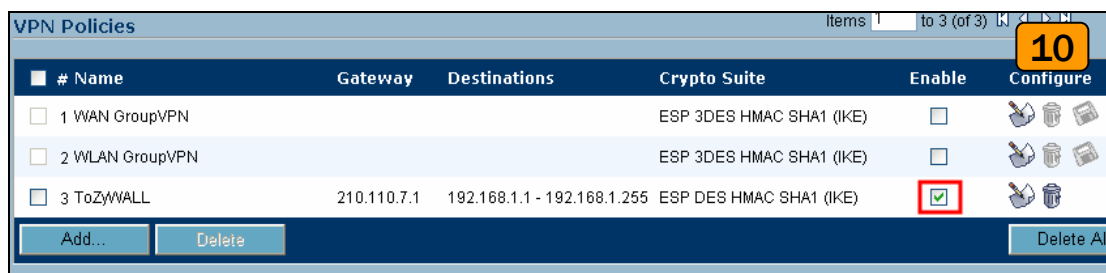 VPN Policies Items 1 to 3 (of 3)
10
# Name Gateway Destinations Crypto Suite Enable Configure
1 WAN GroupVPN ESP 3DES HMAC SHA1 (IKE)
2 WLAN GroupVPN ESP 3DES HMAC SHA1 (IKE)
3 ToZyWALL 210.110.7.1 192.168.1.1 - 192.168.1.255 ESP DES HMAC SHA1 (IKE)
Add... Delete Delete Al